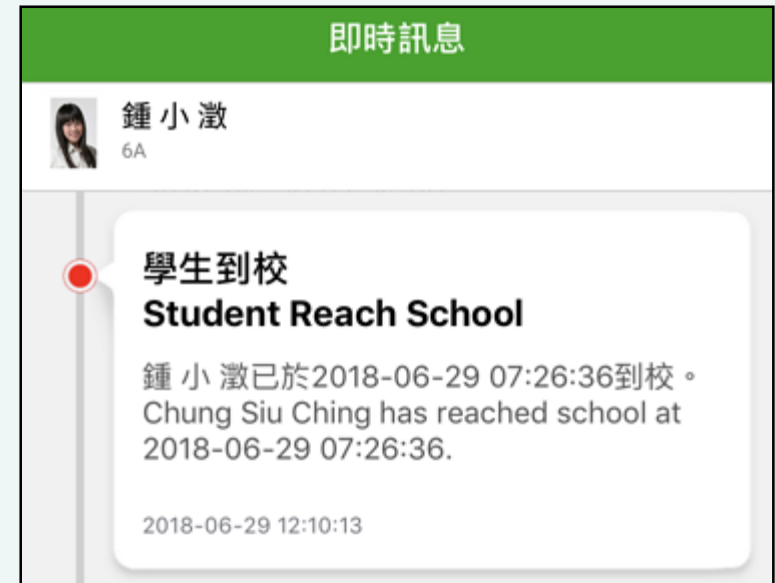 即時訊息
鍾 小 澂
6A
學生到校
Student Reach School
鍾 小 澂已於2018-06-29 07:26:36到校。
Chung Siu Ching has reached school at
2018-06-29 07:26:36.
2018-06-29 12:10:13